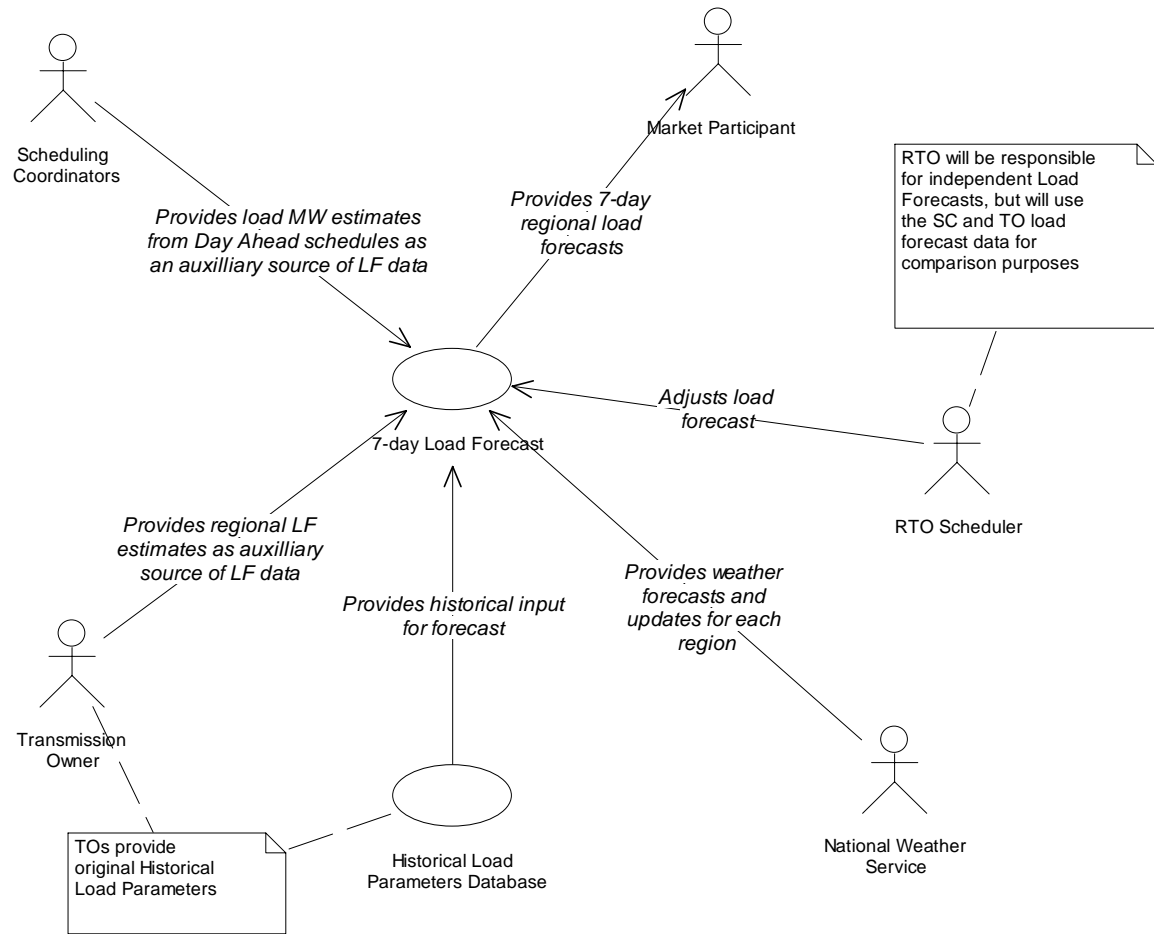 Scheduling
Coordinators
Market Participant
RTO will be responsible
for independent Load
Forecasts, but will use
the SC and TO load
forecast data for
comparison purposes
Provides load MW estimates
from Day Ahead schedules as
an auxilliary source of LF data
Provides 7-day
regional load
forecasts
Adjusts load
forecast
7-day Load Forecast
RTO Scheduler
Provides regional LF
estimates as auxilliary
source of LF data
Provides historical input
for forecast
Provides weather
forecasts and
updates for each
region
Transmission
Owner
National Weather
Service
TOs provide
original Historical
Load Parameters
Historical Load
Parameters Database